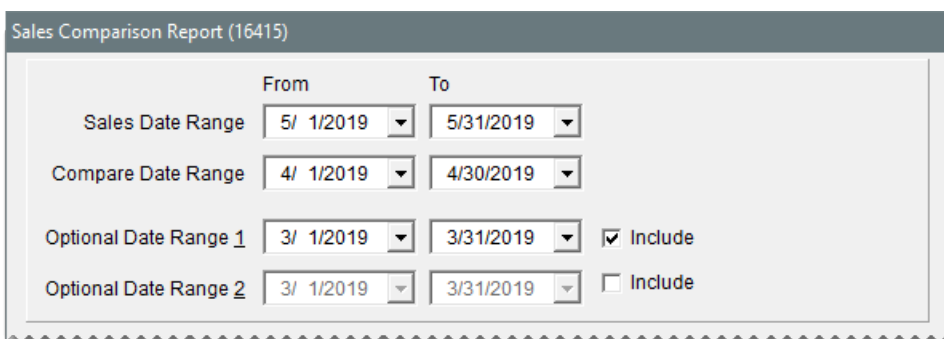 Sales Comparison Report (16415)
From To
Sales Date Range 5/ 1/2019 5/31/2019
Compare Date Range 4/ 1/2019 4/30/2019
Optional Date Range 1 3/ 1/2019 3/31/2019 Include
Optional Date Range 2 3/ 1/2019 3/31/2019 Include